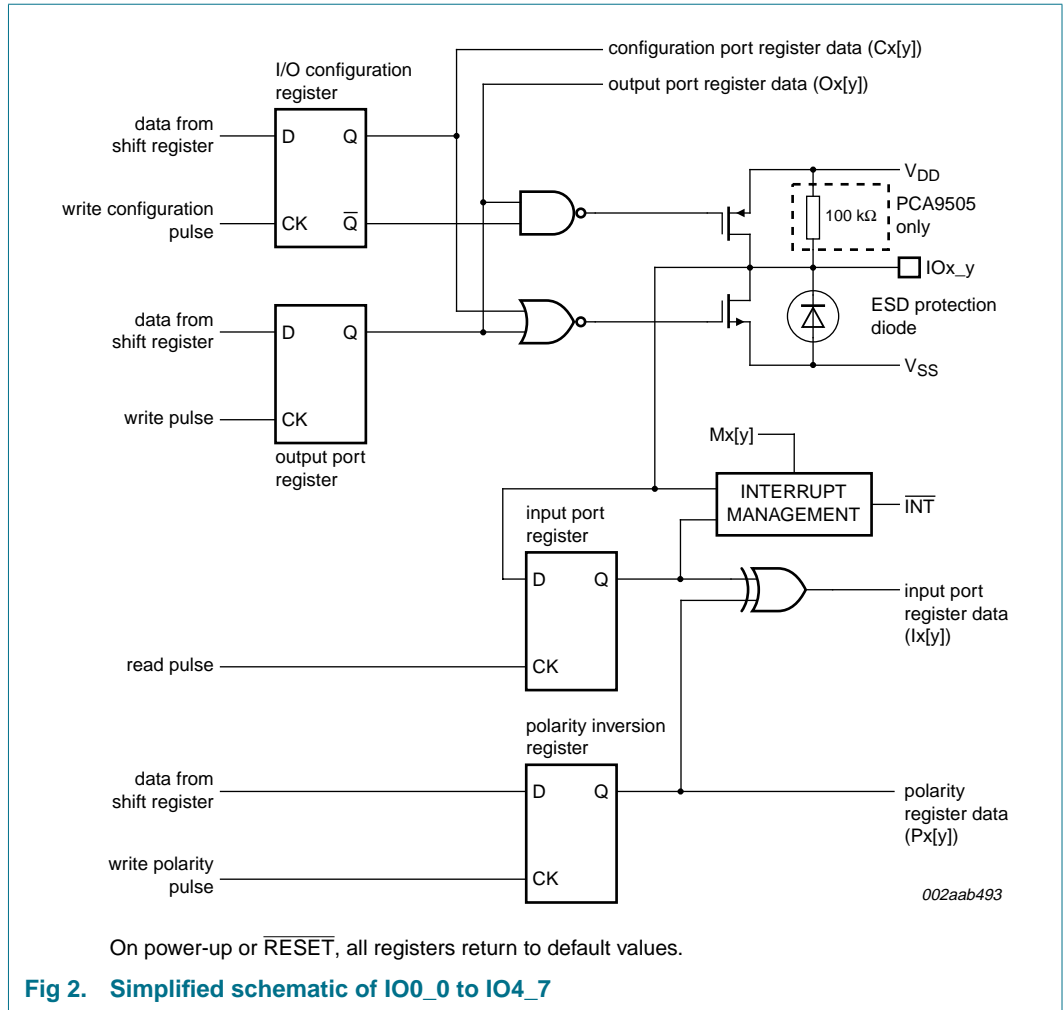 configuration port register data (Cx[y])
output port register data (Ox[y])
I/O configuration
register
data from
shift register
D
Q
write configuration
pulse
CK
Q
VDD
100 kΩ
PCA9505
only
IOx_y
ESD protection
diode
VSS
data from
shift register
D
Q
write pulse
CK
output port
register
Mx[y]
INTERRUPT
MANAGEMENT
INT
input port
register
D
Q
input port
register data
(Ix[y])
read pulse
CK
polarity inversion
register
data from
shift register
D
Q
polarity
register data
(Px[y])
write polarity
pulse
CK
002aab493
On power-up or RESET, all registers return to default values.
Fig 2. Simplified schematic of IO0_0 to IO4_7